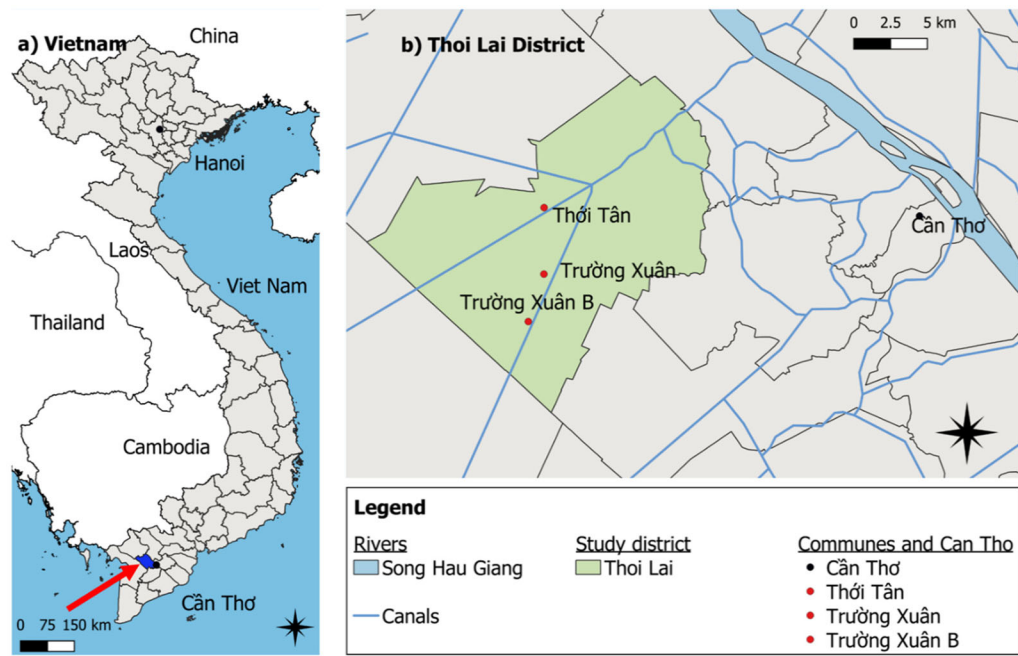 a) Vietnam
China
Hanoi
Laos
Viet Nam
Thailand
Cambodia
Cần Thơ
0 75 150 km
b) Thoi Lai District
0 2.5 5 km
Thới Tân
Cần Thơ
Trường Xuân
Trường Xuân B
Legend
Rivers
Song Hau Giang
Canals
Study district
Thoi Lai
Communes and Can Tho
Cần Thơ
Thới Tân
Trường Xuân
Trường Xuân B